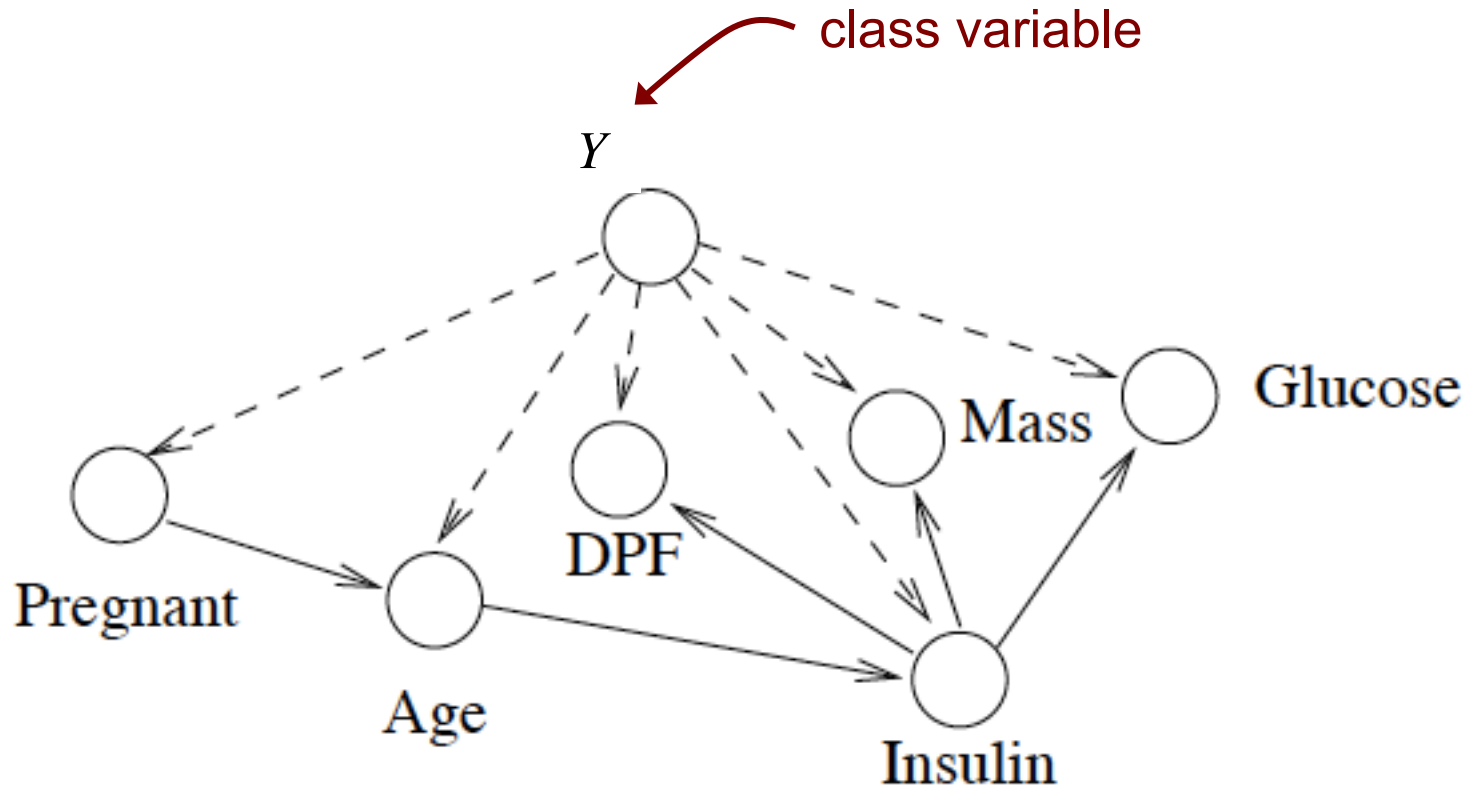 class variable
Y
Glucose
Mass
DPF
Pregnant
Age
Insulin